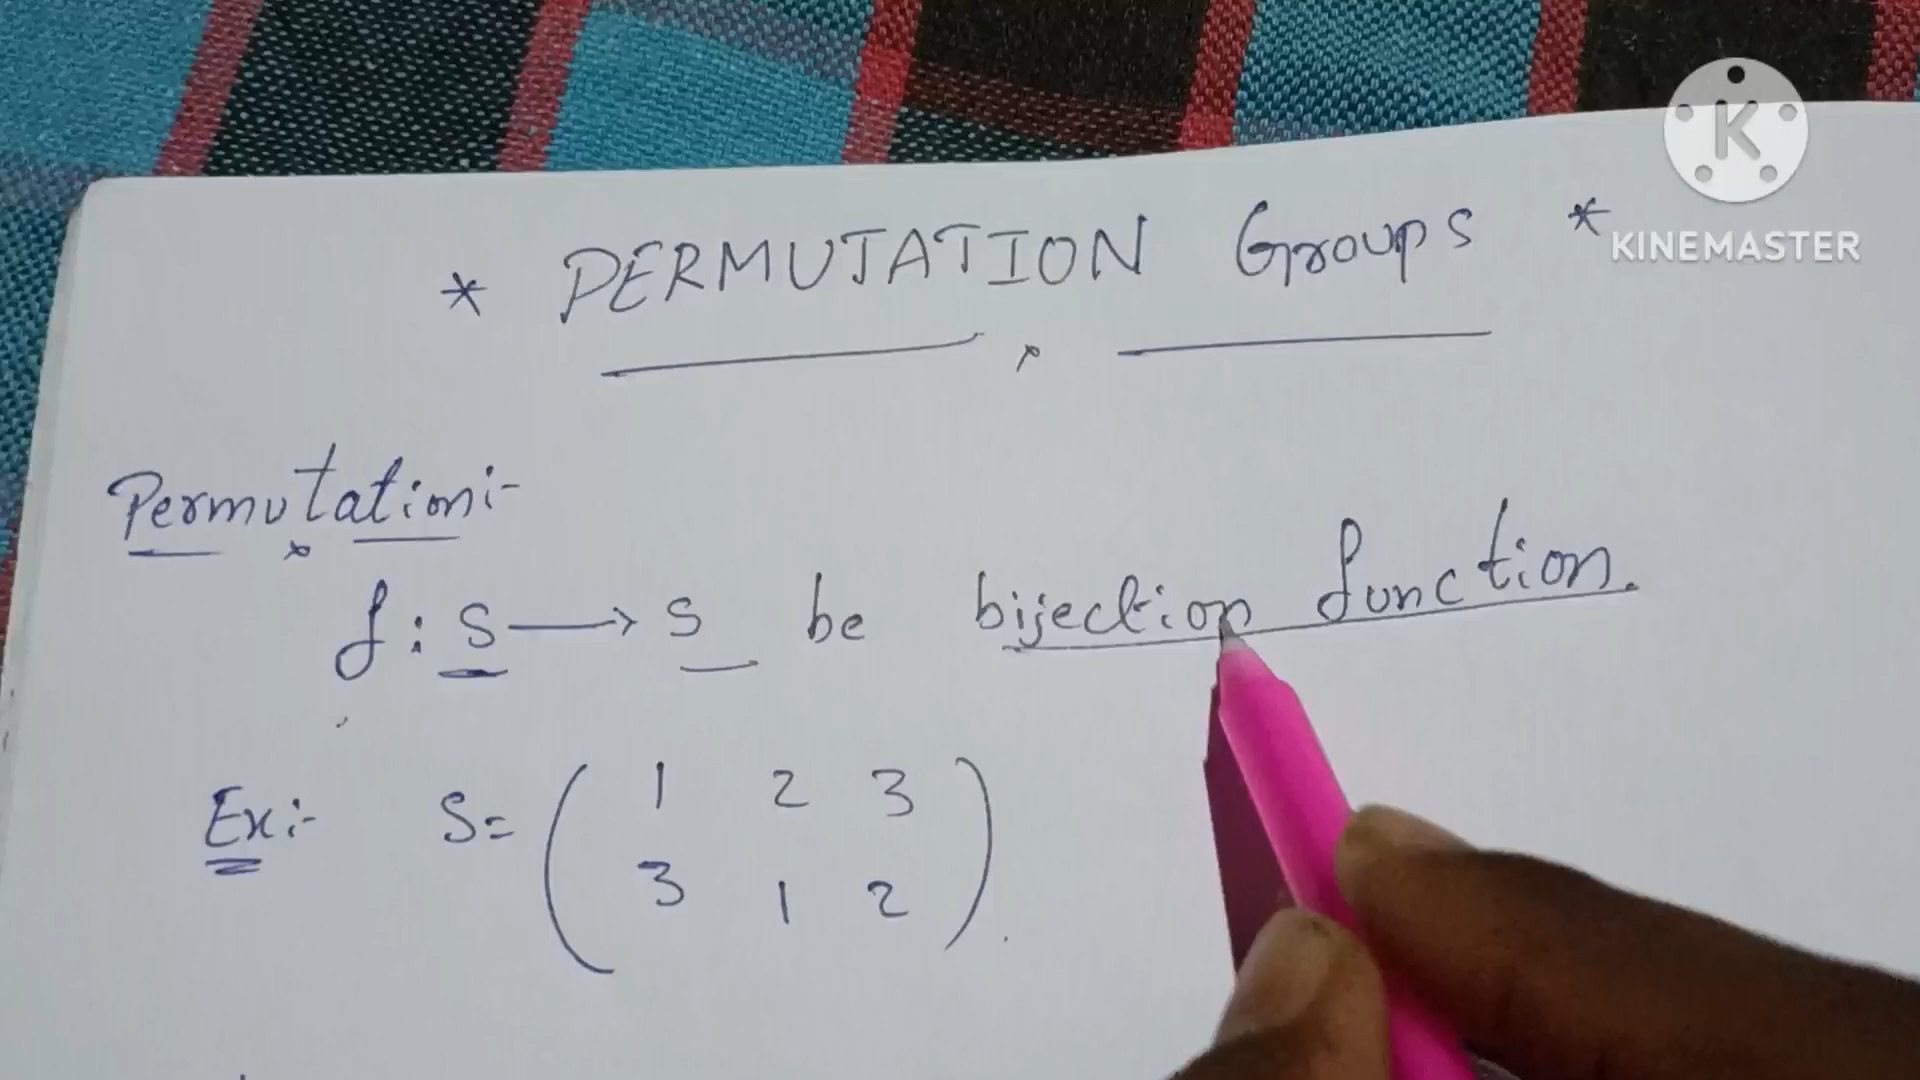 * PERMUTATION Groups *
K
KINEMASTER
Permutation:-
f: S → S be bijection function.
Ex:- S= ( 1 2 3
3 1 2 ).